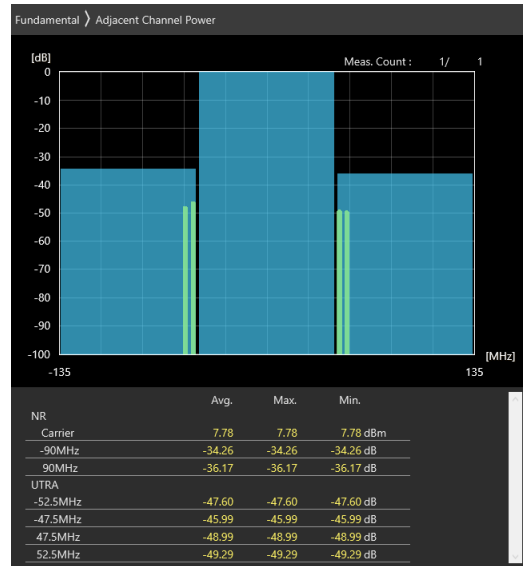 Fundamental 〉 Adjacent Channel Power
[dB]
Meas. Count : 1/ 1
0
-10
-20
-30
-40
-50
-60
-70
-80
-90
-100
[MHz]
-135 135
Avg. Max. Min.
NR
Carrier 7.78 7.78 7.78 dBm
-90MHz -34.26 -34.26 -34.26 dB
90MHz -36.17 -36.17 -36.17 dB
UTRA
-52.5MHz -47.60 -47.60 -47.60 dB
-47.5MHz -45.99 -45.99 -45.99 dB
47.5MHz -48.99 -48.99 -48.99 dB
52.5MHz -49.29 -49.29 -49.29 dB